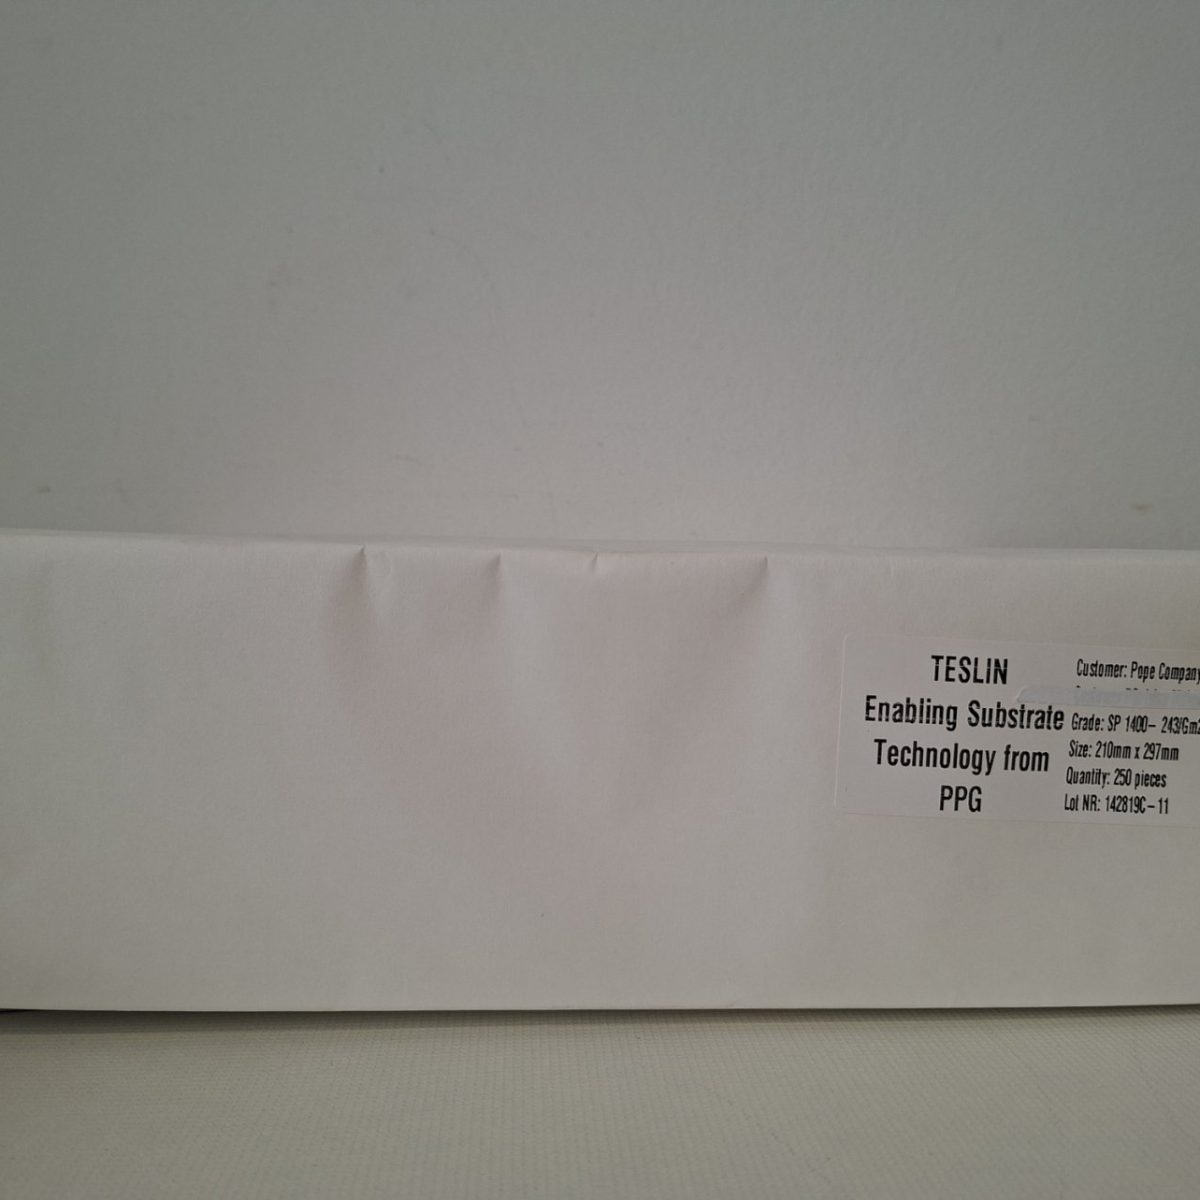 TESLIN
Enabling Substrate
Technology from
PPG
Customer: Pope Company
Grade: SP 1400- 243/Gm2
Size: 210mm x 297mm
Quantity: 250 pieces
Lot NR: 142819C-11